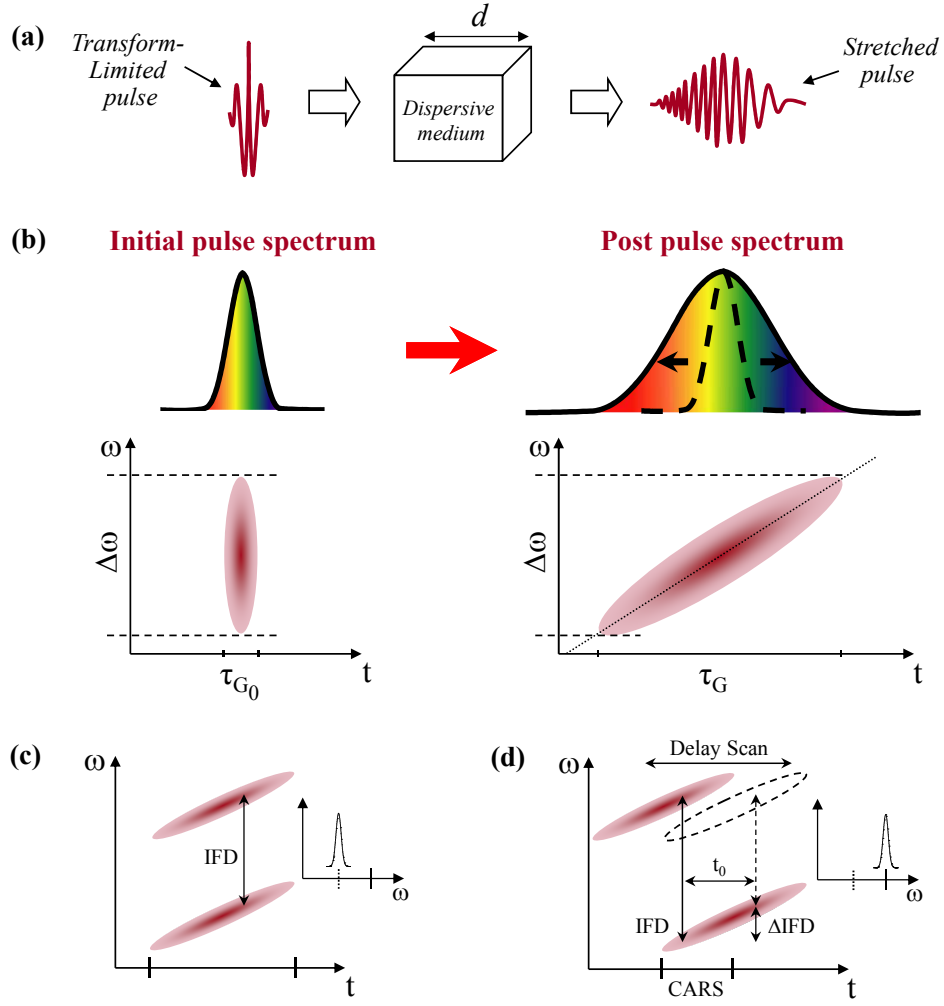 (a)
Transform-
Limited
pulse
d
Dispersive
medium
Stretched
pulse
(b)
Initial pulse spectrum
Post pulse spectrum
ω
Δω
τG0
t
ω
Δω
τG
t
(c)
ω
IFD
ω
t
(d)
Delay Scan
ω
t0
IFD
ΔIFD
ω
CARS
t